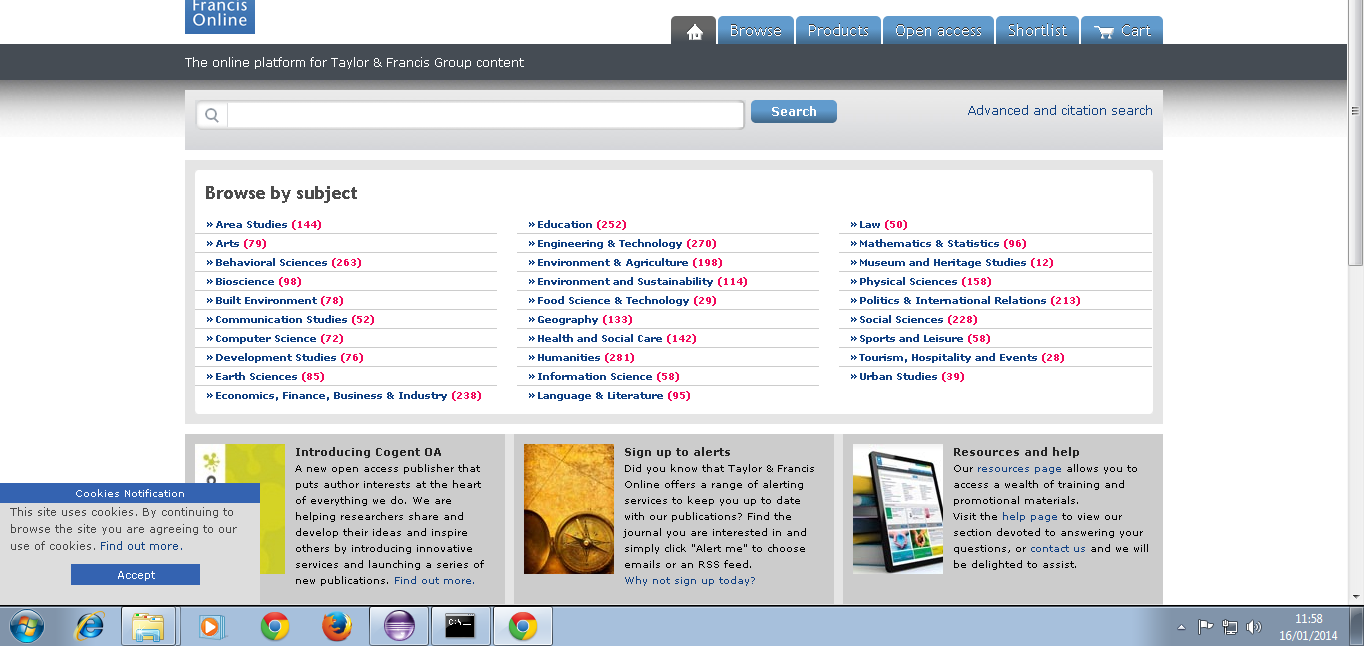 Francis
Online
Browse
Products
Open access
Shortlist
Cart
The online platform for Taylor & Francis Group content
Search
Advanced and citation search
Browse by subject
» Area Studies (144)
» Arts (79)
» Behavioral Sciences (263)
» Bioscience (98)
» Built Environment (78)
» Communication Studies (52)
» Computer Science (72)
» Development Studies (76)
» Earth Sciences (85)
» Economics, Finance, Business & Industry (238)
» Education (252)
» Engineering & Technology (270)
» Environment & Agriculture (198)
» Environment and Sustainability (114)
» Food Science & Technology (29)
» Geography (133)
» Health and Social Care (142)
» Humanities (281)
» Information Science (58)
» Language & Literature (95)
» Law (50)
» Mathematics & Statistics (96)
» Museum and Heritage Studies (12)
» Physical Sciences (158)
» Politics & International Relations (213)
» Social Sciences (228)
» Sports and Leisure (58)
» Tourism, Hospitality and Events (28)
» Urban Studies (39)
Introducing Cogent OA
A new open access publisher that
puts author interests at the heart
of everything we do. We are
helping researchers share and
develop their ideas and inspire
others by introducing innovative
services and launching a series of
new publications. Find out more.
Sign up to alerts
Did you know that Taylor & Francis
Online offers a range of alerting
services to keep you up to date
with our publications? Find the
journal you are interested in and
simply click "Alert me" to choose
emails or an RSS feed.
Why not sign up today?
Resources and help
Our resources page allows you to
access a wealth of training and
promotional materials.
Visit the help page to view our
section devoted to answering your
questions, or contact us and we will
be delighted to assist.
Cookies Notification
This site uses cookies. By continuing to
browse the site you are agreeing to our
use of cookies. Find out more.
Accept
C:\.
11:58
16/01/2014